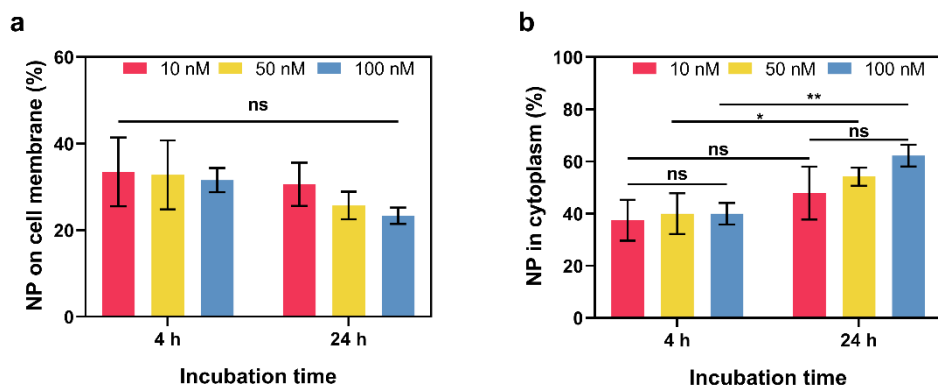 a
NP on cell membrane (%)
60
40
20
0
10 nM 50 nM 100 nM
ns
4 h 24 h
Incubation time
b
NP in cytoplasm (%)
100
80
60
40
20
0
10 nM 50 nM 100 nM
**
*
ns
ns
ns
4 h 24 h
Incubation time